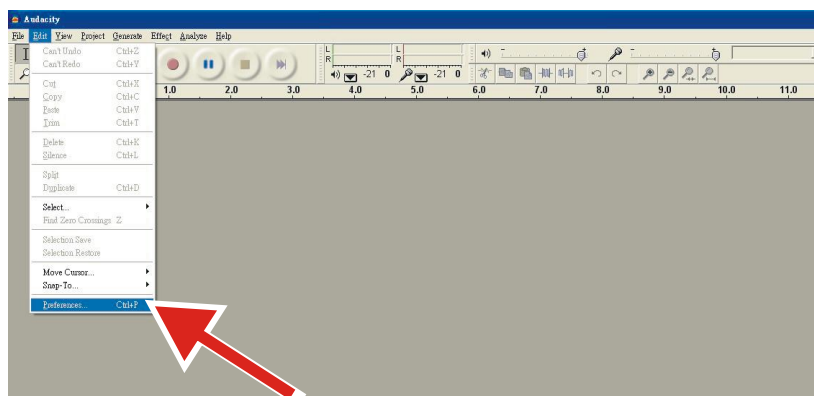 Audacity
File Edit View Project Generate Effect Analyze Help
Can't Undo Ctrl+Z
Can't Redo Ctrl+Y
Cut Ctrl+X
Copy Ctrl+C
Paste Ctrl+V
Trim Ctrl+T
Delete Ctrl+K
Silence Ctrl+L
Split
Duplicate Ctrl+D
Select...
Find Zero Crossings Z
Selection Save
Selection Restore
Move Cursor...
Snap-To...
Preferences... Ctrl+P
L L
R R
-21 0 -21 0
1.0 2.0 3.0 4.0 5.0 6.0 7.0 8.0 9.0 10.0 11.0